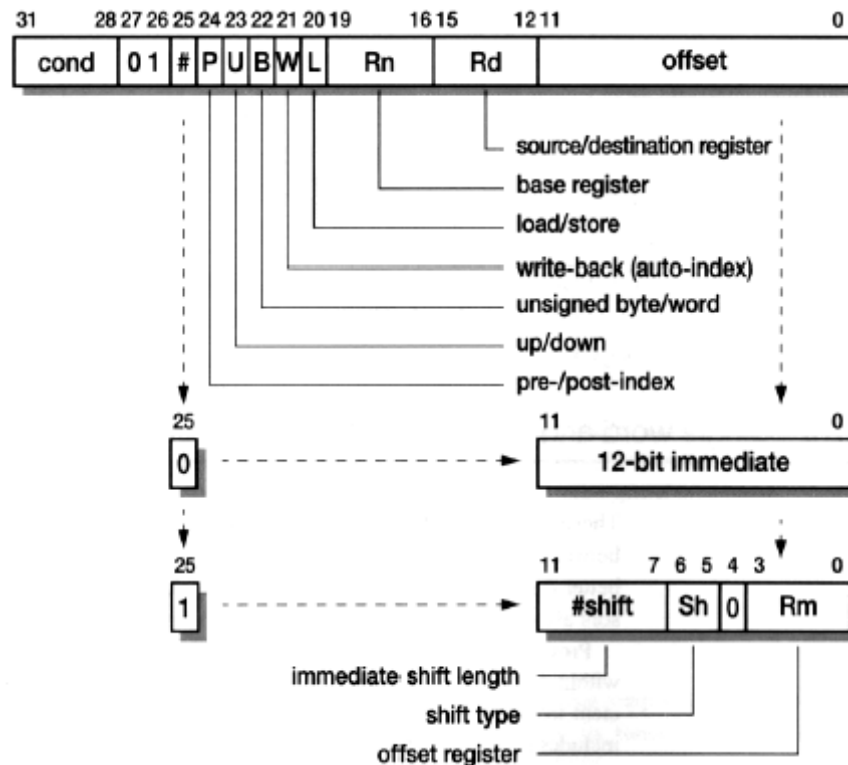 31 28 27 26 25 24 23 22 21 20 19 16 15 12 11 0
cond 0 1 # P U B W L Rn Rd offset
source/destination register
base register
load/store
write-back (auto-index)
unsigned byte/word
up/down
pre-/post-index
25 11 0
0 12-bit immediate
25 11 7 6 5 4 3 0
1 #shift Sh 0 Rm
immediate shift length
shift type
offset register